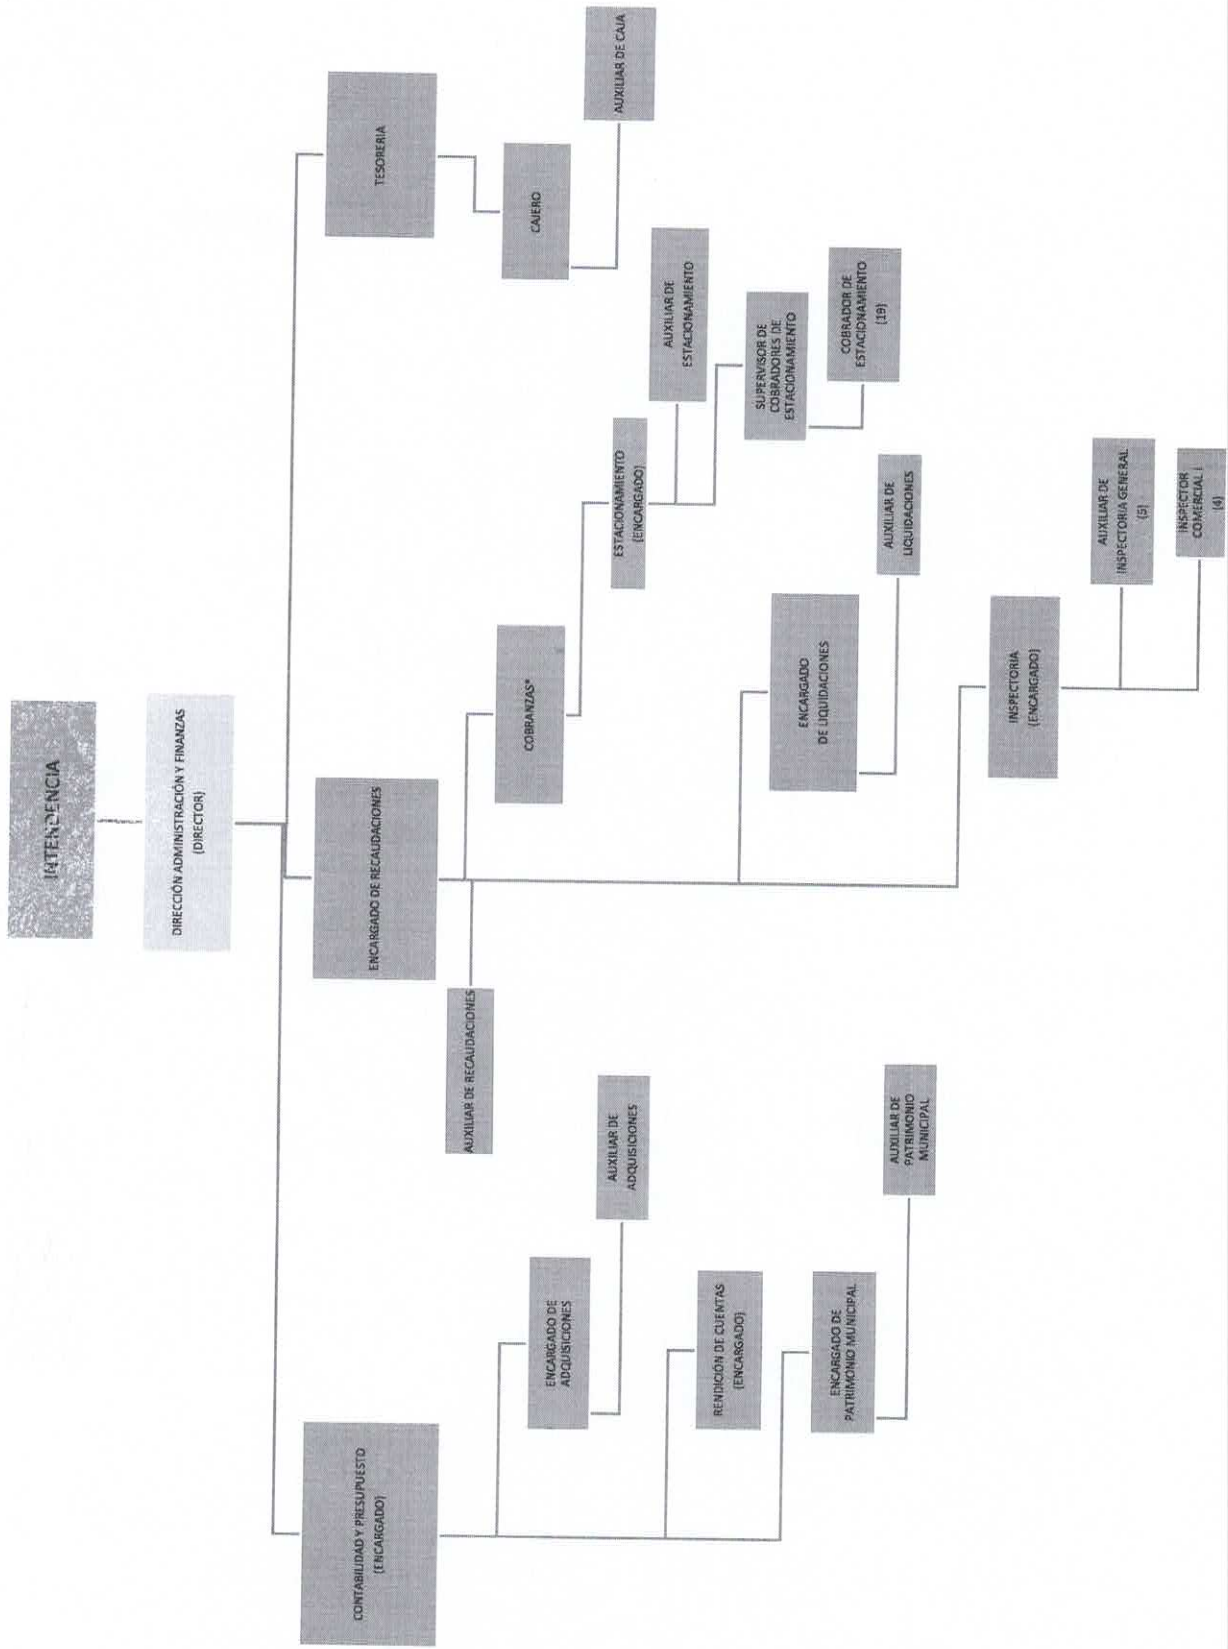 INTENDENCIA
DIRECCIÓN ADMINISTRACIÓN Y FINANZAS
(DIRECTOR)
CONTABILIDAD Y PRESUPUESTO
(ENCARGADO)
ENCARGADO DE
ADQUISICIONES
AUXILIAR DE
ADQUISICIONES
RENDICIÓN DE CUENTAS
(ENCARGADO)
ENCARGADO DE
PATRIMONIO MUNICIPAL
AUXILIAR DE
PATRIMONIO
MUNICIPAL
ENCARGADO DE RECAUDACIONES
AUXILIAR DE RECAUDACIONES
COBRANZAS*
ESTACIONAMIENTO
(ENCARGADO)
AUXILIAR DE
ESTACIONAMIENTO
SUPERVISOR DE
COBRADORES DE
ESTACIONAMIENTO
COBRADOR DE
ESTACIONAMIENTO
(19)
ENCARGADO
DE LIQUIDACIONES
AUXILIAR DE
LIQUIDACIONES
INSPECTORIA
(ENCARGADO)
AUXILIAR DE
INSPECTORIA GENERAL
(5)
INSPECTOR
COMERCIAL I
(4)
TESORERIA
CAJERO
AUXILIAR DE CAJA